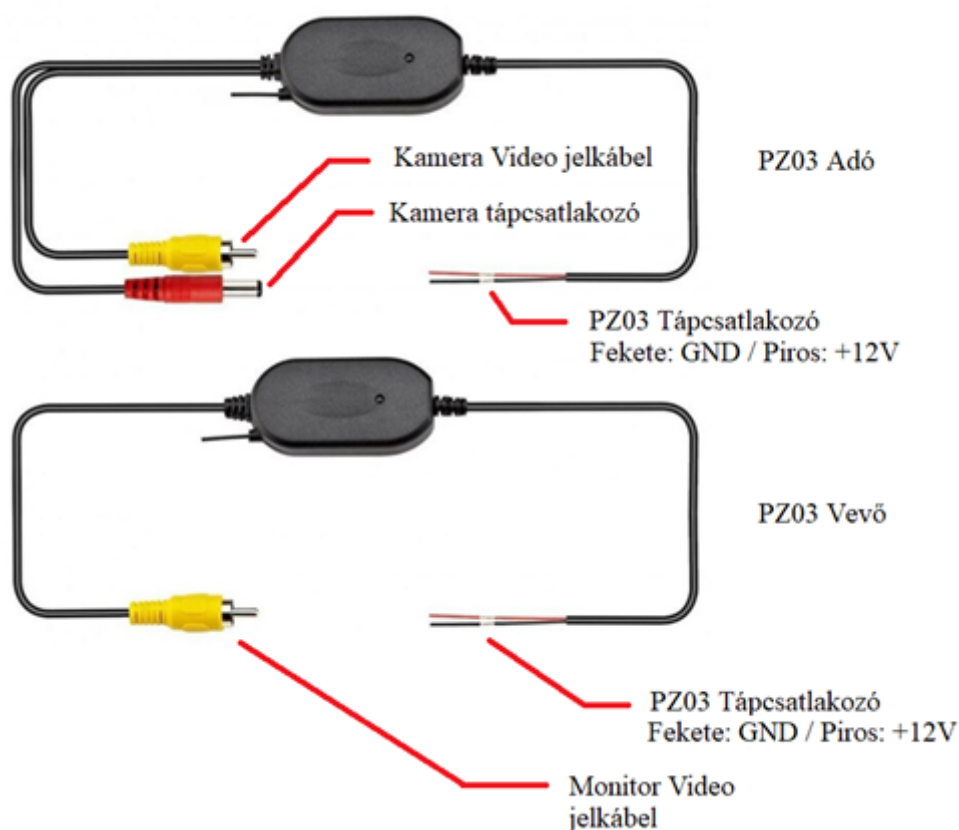 Kamera Video jelkábel
PZ03 Adó
Kamera tápcsatlakozó
PZ03 Tápcsatlakozó
Fekete: GND / Piros: +12V
PZ03 Vevő
PZ03 Tápcsatlakozó
Fekete: GND / Piros: +12V
Monitor Video
jelkábel